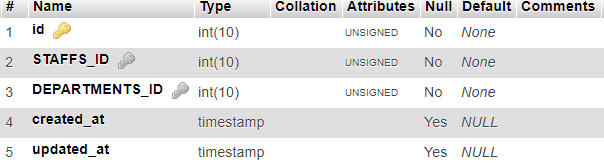 # Name Type Collation Attributes Null Default Comments
1 id int(10) UNSIGNED No None
2 STAFFS_ID int(10) UNSIGNED No None
3 DEPARTMENTS_ID int(10) UNSIGNED No None
4 created_at timestamp Yes NULL
5 updated_at timestamp Yes NULL